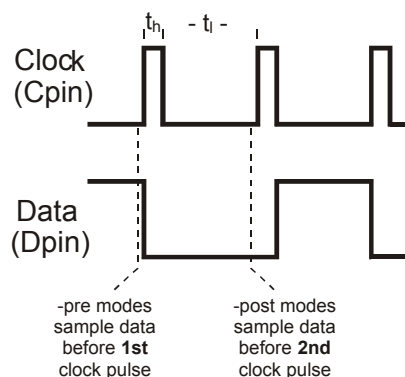 th - tl -
Clock
(Cpin)
Data
(Dpin)
-pre modes
sample data
before 1st
clock pulse
-post modes
sample data
before 2nd
clock pulse